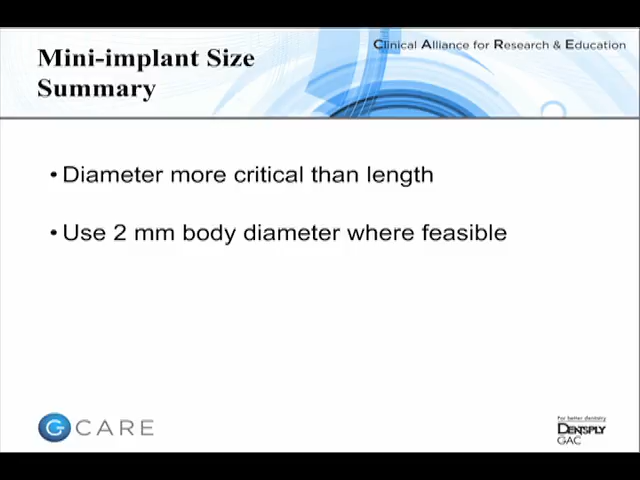 Mini-implant Size
Summary
Clinical Alliance for Research & Education
• Diameter more critical than length
• Use 2 mm body diameter where feasible
G CARE
For better dentistry
DENTSPLY
GAC